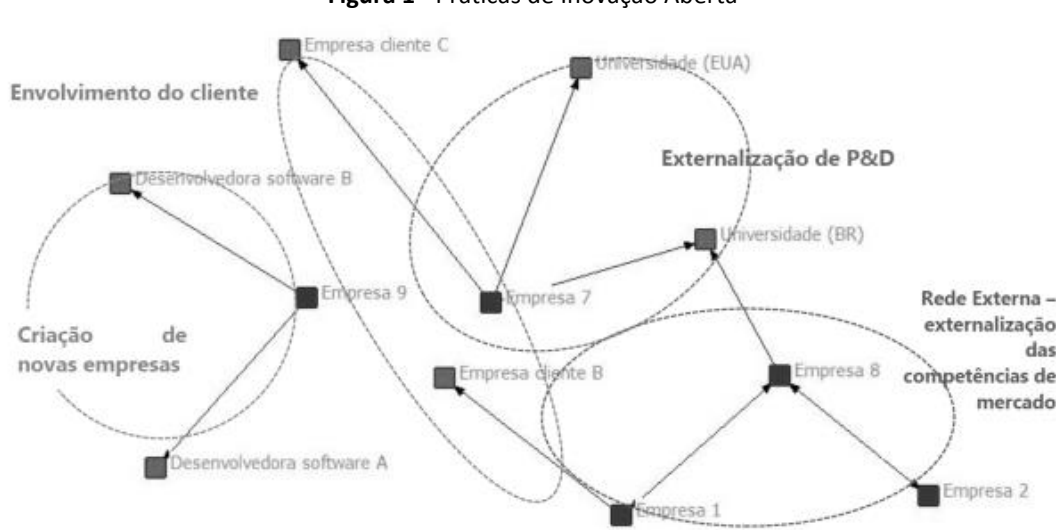 Figura 1 - Práticas de Inovação Aberta
Empresa cliente C
Universidade (EUA)
Envolvimento do cliente
Externalização de P&D
Desenvolvedora software B
Universidade (BR)
Empresa 9
Empresa 7
Rede Externa –
externalização
das
competências de
mercado
Criação de
novas empresas
Empresa cliente B
Empresa 8
Desenvolvedora software A
Empresa 1
Empresa 2